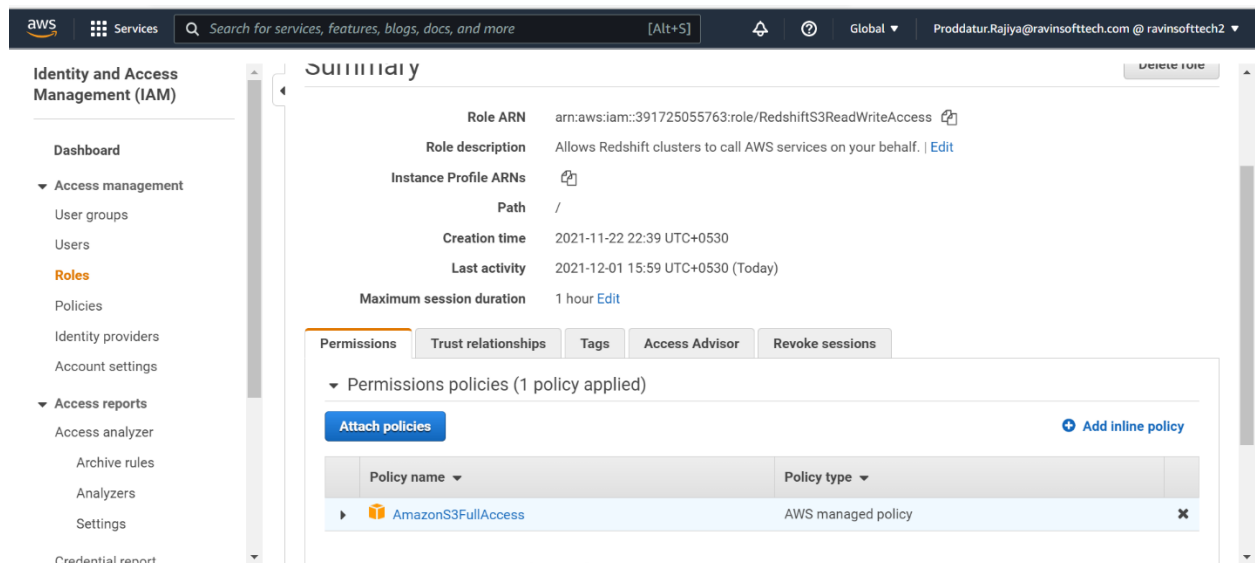 aws
Services
Search for services, features, blogs, docs, and more
[Alt+S]
Global
Proddatur.Rajiya@ravinsofttech.com @ ravinsofttech2
Identity and Access
Management (IAM)
Dashboard
Access management
User groups
Users
Roles
Policies
Identity providers
Account settings
Access reports
Access analyzer
Archive rules
Analyzers
Settings
Credential report
Summary
Delete role
Role ARN arn:aws:iam::391725055763:role/RedshiftS3ReadWriteAccess
Role description Allows Redshift clusters to call AWS services on your behalf. | Edit
Instance Profile ARNs
Path /
Creation time 2021-11-22 22:39 UTC+0530
Last activity 2021-12-01 15:59 UTC+0530 (Today)
Maximum session duration 1 hour Edit
Permissions Trust relationships Tags Access Advisor Revoke sessions
Permissions policies (1 policy applied)
Attach policies Add inline policy
Policy name Policy type
AmazonS3FullAccess AWS managed policy